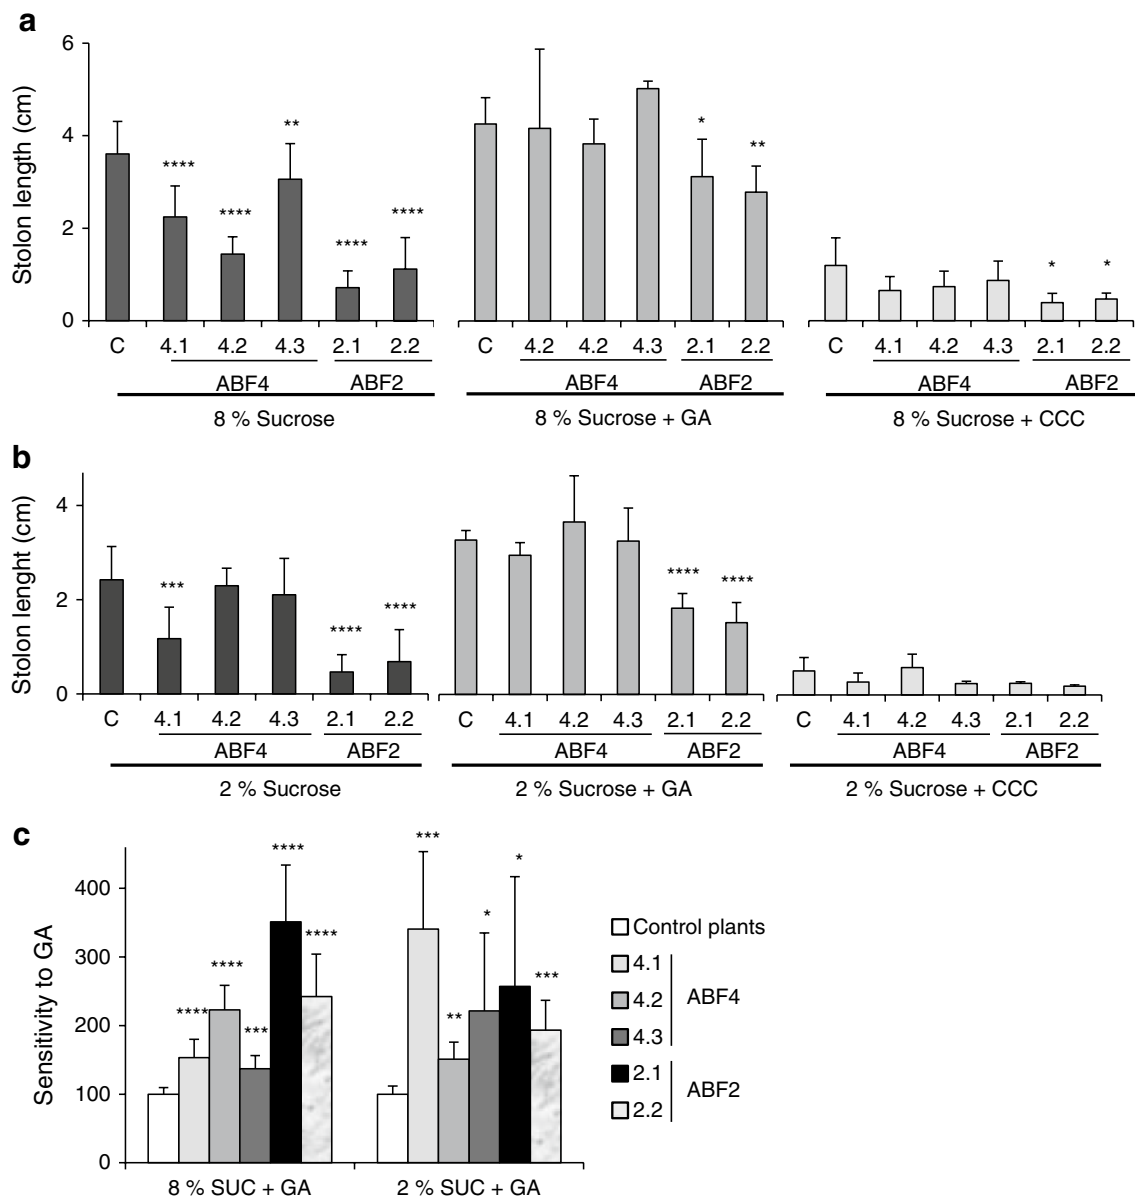 a
Stolon length (cm)
6
4
2
0
****
****
**
****
****
*
**
*
*
C 4.1 4.2 4.3 2.1 2.2 C 4.2 4.2 4.3 2.1 2.2 C 4.1 4.2 4.3 2.1 2.2
ABF4 ABF2 ABF4 ABF2 ABF4 ABF2
8 % Sucrose 8 % Sucrose + GA 8 % Sucrose + CCC
b
Stolon lenght (cm)
4
2
0
***
****
****
****
****
C 4.1 4.2 4.3 2.1 2.2 C 4.1 4.2 4.3 2.1 2.2 C 4.1 4.2 4.3 2.1 2.2
ABF4 ABF2 ABF4 ABF2 ABF4 ABF2
2 % Sucrose 2 % Sucrose + GA 2 % Sucrose + CCC
c
Sensitivity to GA
400
300
200
100
0
****
****
***
****
****
***
**
*
*
***
8 % SUC + GA 2 % SUC + GA
Control plants
4.1
4.2
4.3
ABF4
2.1
2.2
ABF2